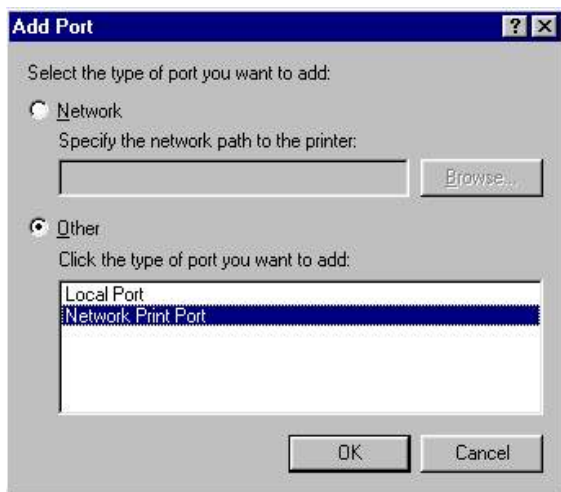 Add Port
Select the type of port you want to add:
Network
Specify the network path to the printer:
Browse...
Other
Click the type of port you want to add:
Local Port
Network Print Port
OK Cancel